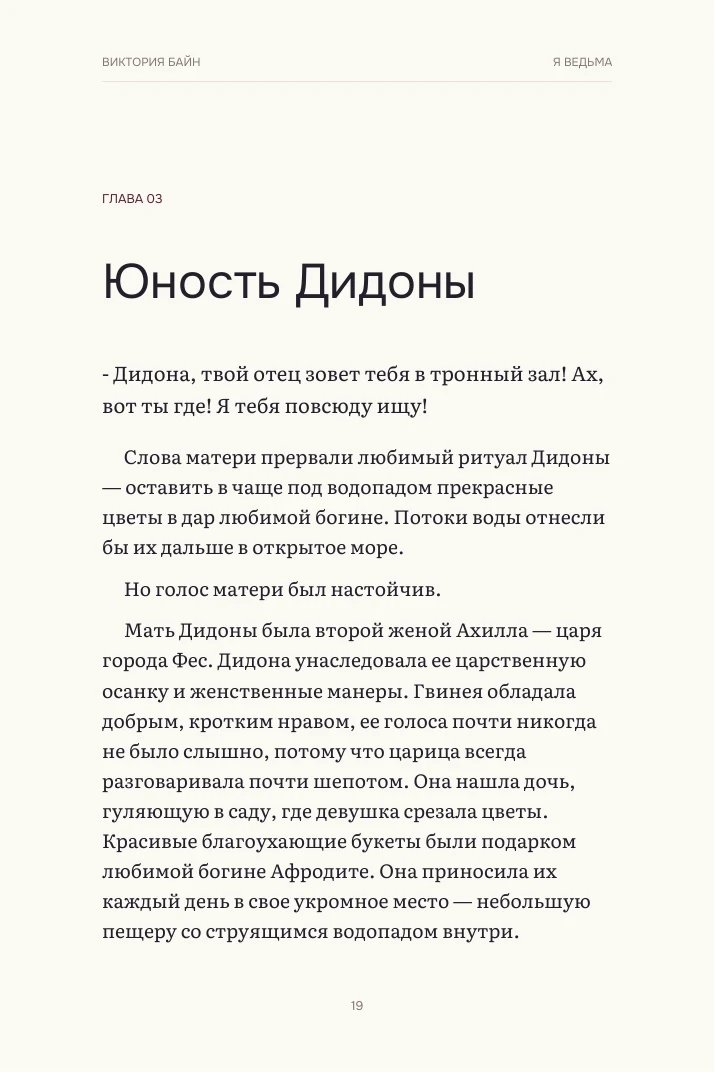 ВИКТОРИЯ БАЙН Я ВЕДЬМА
ГЛАВА 03
Юность Дидоны
- Дидона, твой отец зовет тебя в тронный зал! Ах,
вот ты где! Я тебя повсюду ищу!
Слова матери прервали любимый ритуал Дидоны
— оставить в чаще под водопадом прекрасные
цветы в дар любимой богине. Потоки воды отнесли
бы их дальше в открытое море.
Но голос матери был настойчив.
Мать Дидоны была второй женой Ахилла — царя
города Фес. Дидона унаследовала ее царственную
осанку и женственные манеры. Гвинея обладала
добрым, кротким нравом, ее голоса почти никогда
не было слышно, потому что царица всегда
разговаривала почти шепотом. Она нашла дочь,
гуляющую в саду, где девушка срезала цветы.
Красивые благоухающие букеты были подарком
любимой богине Афродите. Она приносила их
каждый день в свое укромное место — небольшую
пещеру со струящимся водопадом внутри.
19